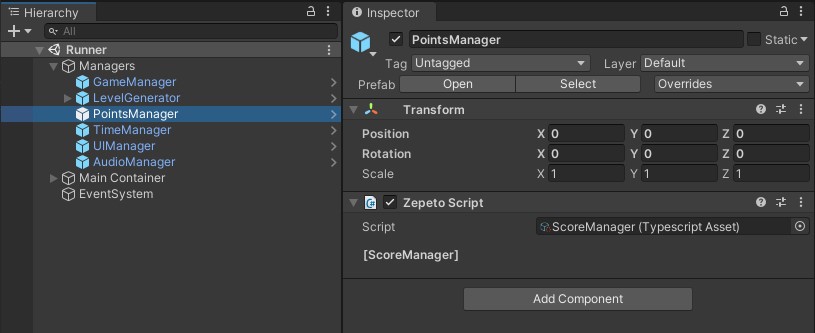 Hierarchy
All
Runner
Managers
GameManager
LevelGenerator
PointsManager
TimeManager
UIManager
AudioManager
Main Container
EventSystem
Inspector
PointsManager
Static
Tag Untagged Layer Default
Prefab Open Select Overrides
Transform
Position X 0 Y 0 Z 0
Rotation X 0 Y 0 Z 0
Scale X 1 Y 1 Z 1
Zepeto Script
Script ScoreManager (Typescript Asset)
[ScoreManager]
Add Component